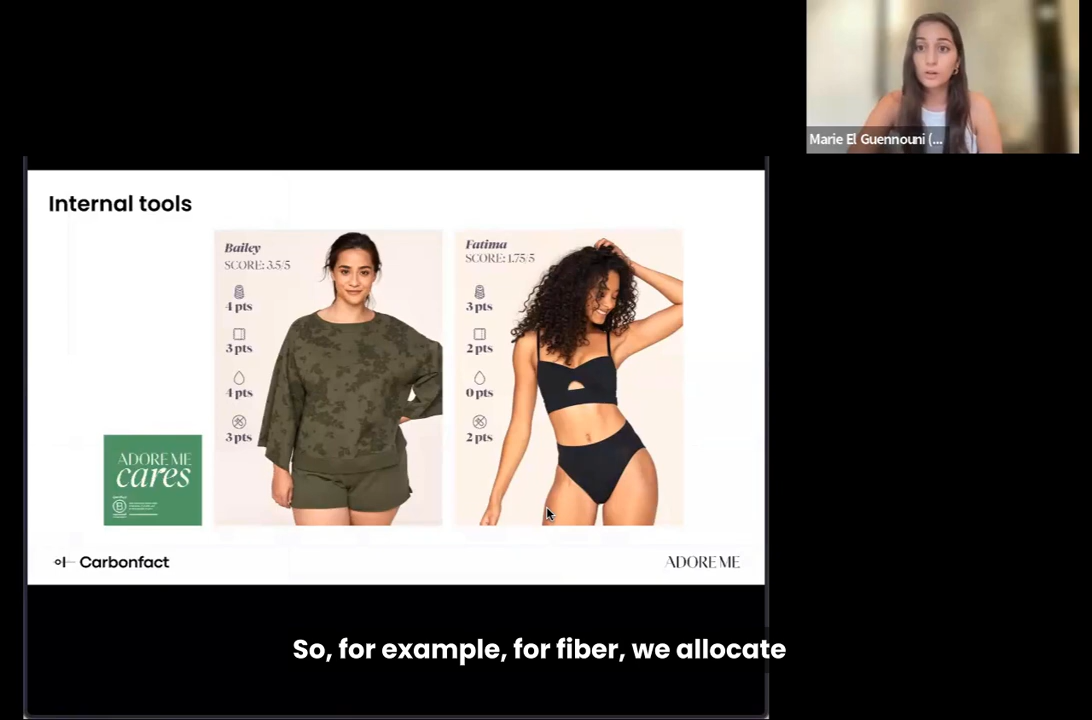 Marie El Guennouni (...
Internal tools
Bailey
SCORE: 3.5/5
4 pts
3 pts
4 pts
3 pts
Fatima
SCORE: 1.75/5
3 pts
2 pts
0 pts
2 pts
ADORE ME
cares
Carbonfact
ADORE ME
So, for example, for fiber, we allocate